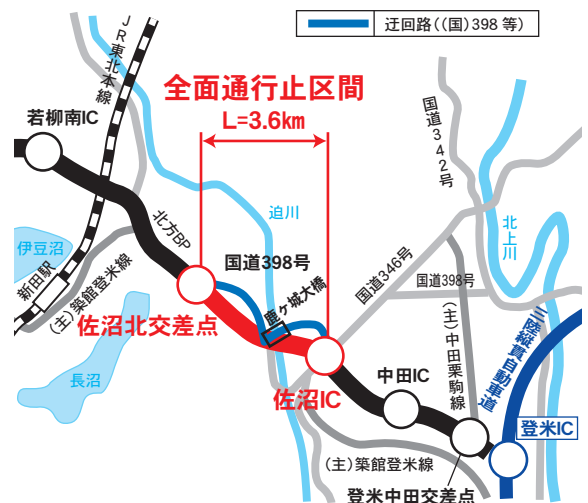 迂回路((国)398 等)
JR東北本線
全面通行止区間
L=3.6km
若柳南IC
国道342号
迫川
北上川
北方BP
伊豆沼
新田駅
国道398号
国道346号
(主)築館登米線
鹿ヶ城大橋
国道398号
佐沼北交差点
(主)中田栗駒線
三陸縦貫自動車道
長沼
佐沼IC
中田IC
登米IC
(主)築館登米線
登米中田交差点